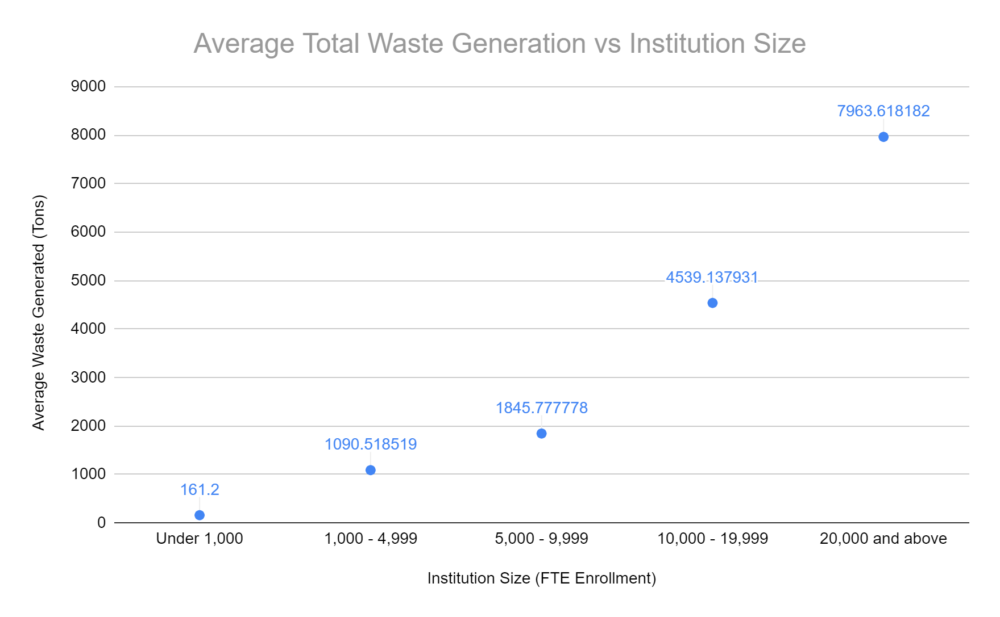 Average Total Waste Generation vs Institution Size
Average Waste Generated (Tons)
9000
8000
7000
6000
5000
4000
3000
2000
1000
0
161.2
1090.518519
1845.777778
4539.137931
7963.618182
Under 1,000
1,000 - 4,999
5,000 - 9,999
10,000 - 19,999
20,000 and above
Institution Size (FTE Enrollment)